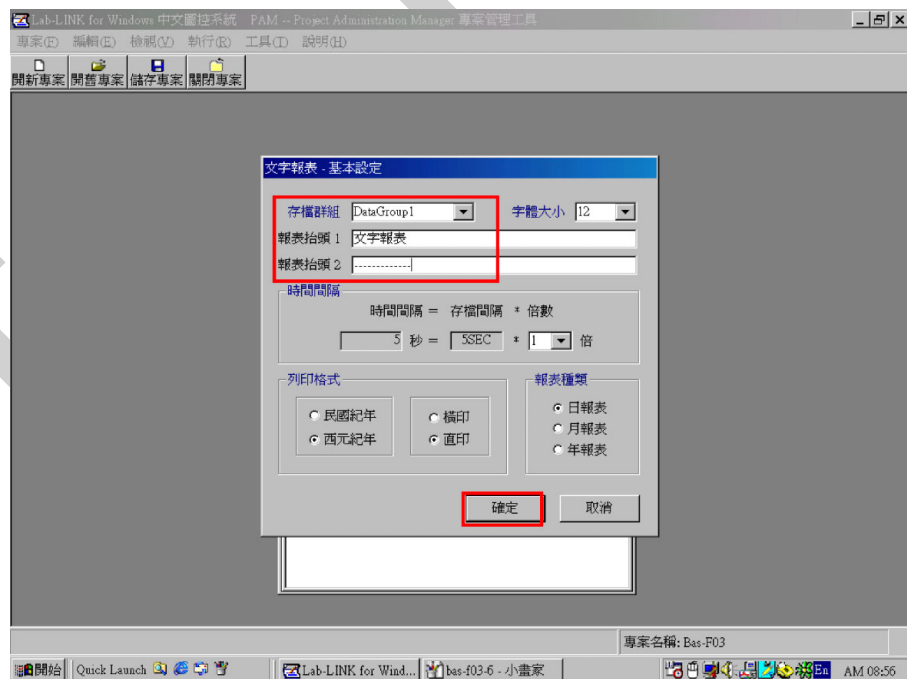 Lab-LINK for Windows 中文圖控系統 PAM -- Project Administration Manager 專案管理工具
專案(F) 編輯(E) 檢視(V) 執行(R) 工具(T) 說明(H)
開新專案 開舊專案 儲存專案 關閉專案
文字報表 - 基本設定
存檔群組 DataGroup1 字體大小 12
報表抬頭 1 文字報表
報表抬頭 2 -------------
時間間隔
時間間隔 = 存檔間隔 * 倍數
5 秒 = 5SEC * 1 倍
列印格式 報表種類
民國紀年 橫印 日報表
西元紀年 直印 月報表
年報表
確定 取消
專案名稱: Bas-F03
開始 Quick Launch Lab-LINK for Wind... bas-f03-6 - 小畫家 En AM 08:56